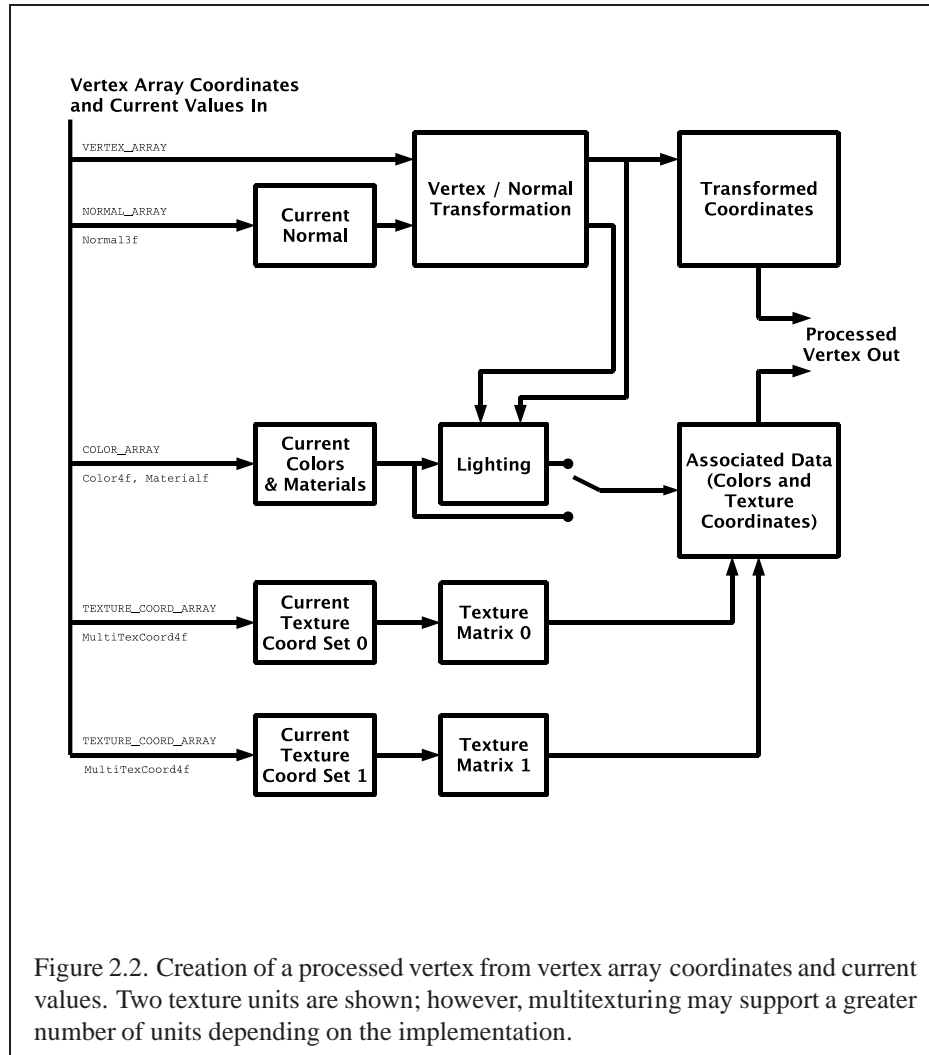 Vertex Array Coordinates
and Current Values In
VERTEX_ARRAY
NORMAL_ARRAY
Normal3f
Current
Normal
Vertex / Normal
Transformation
Transformed
Coordinates
Processed
Vertex Out
COLOR_ARRAY
Color4f, Materialf
Current
Colors
& Materials
Lighting
Associated Data
(Colors and
Texture
Coordinates)
TEXTURE_COORD_ARRAY
MultiTexCoord4f
Current
Texture
Coord Set 0
Texture
Matrix 0
TEXTURE_COORD_ARRAY
MultiTexCoord4f
Current
Texture
Coord Set 1
Texture
Matrix 1
Figure 2.2. Creation of a processed vertex from vertex array coordinates and current
values. Two texture units are shown; however, multitexturing may support a greater
number of units depending on the implementation.